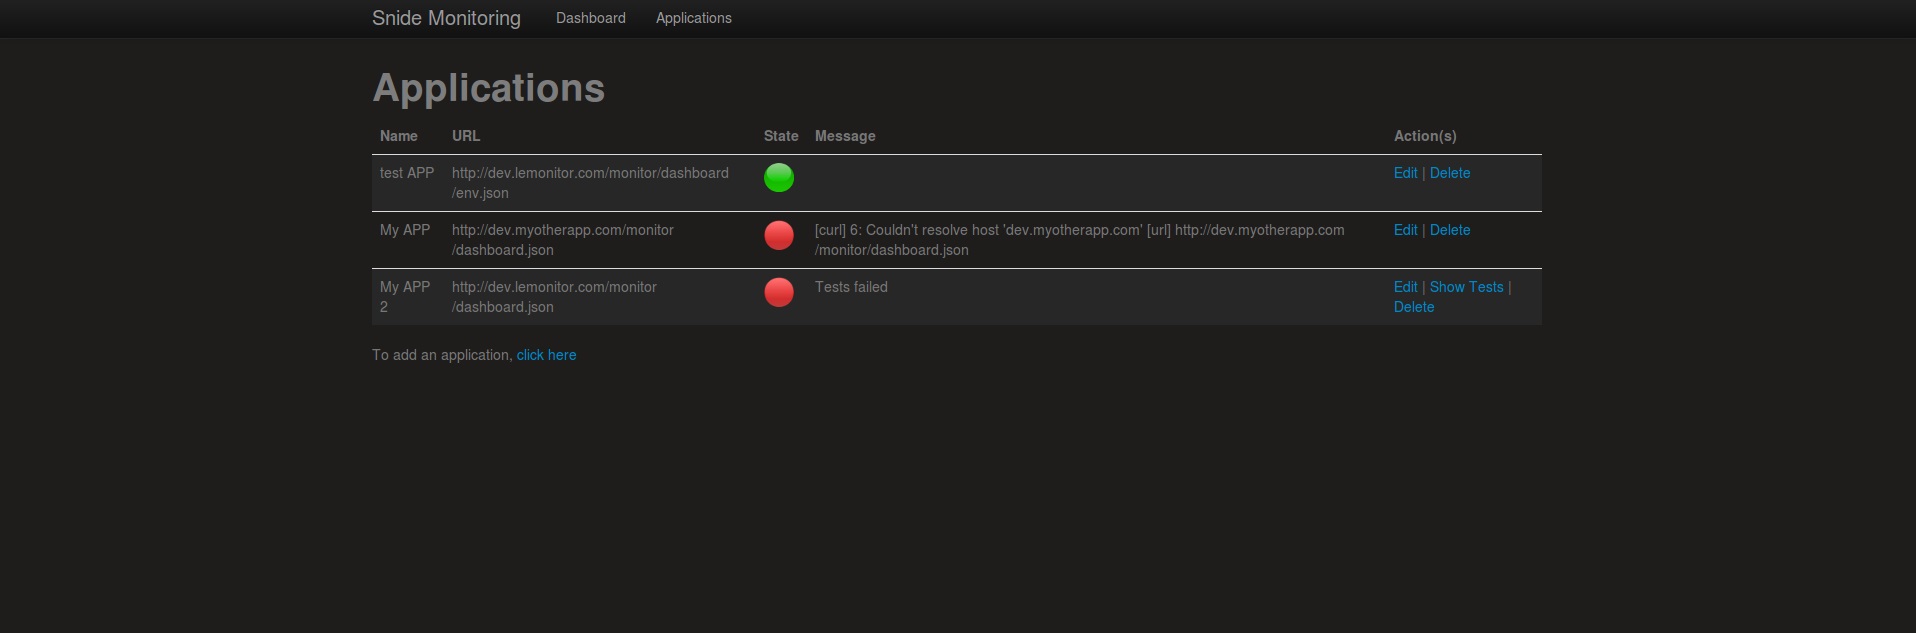 Snide Monitoring Dashboard Applications
Applications
Name URL State Message Action(s)
test APP http://dev.lemonitor.com/monitor/dashboard Edit | Delete
/env.json
My APP http://dev.myotherapp.com/monitor [curl] 6: Couldn't resolve host 'dev.myotherapp.com' [url] http://dev.myotherapp.com Edit | Delete
/dashboard.json /monitor/dashboard.json
My APP http://dev.lemonitor.com/monitor Tests failed Edit | Show Tests |
2 /dashboard.json Delete
To add an application, click here